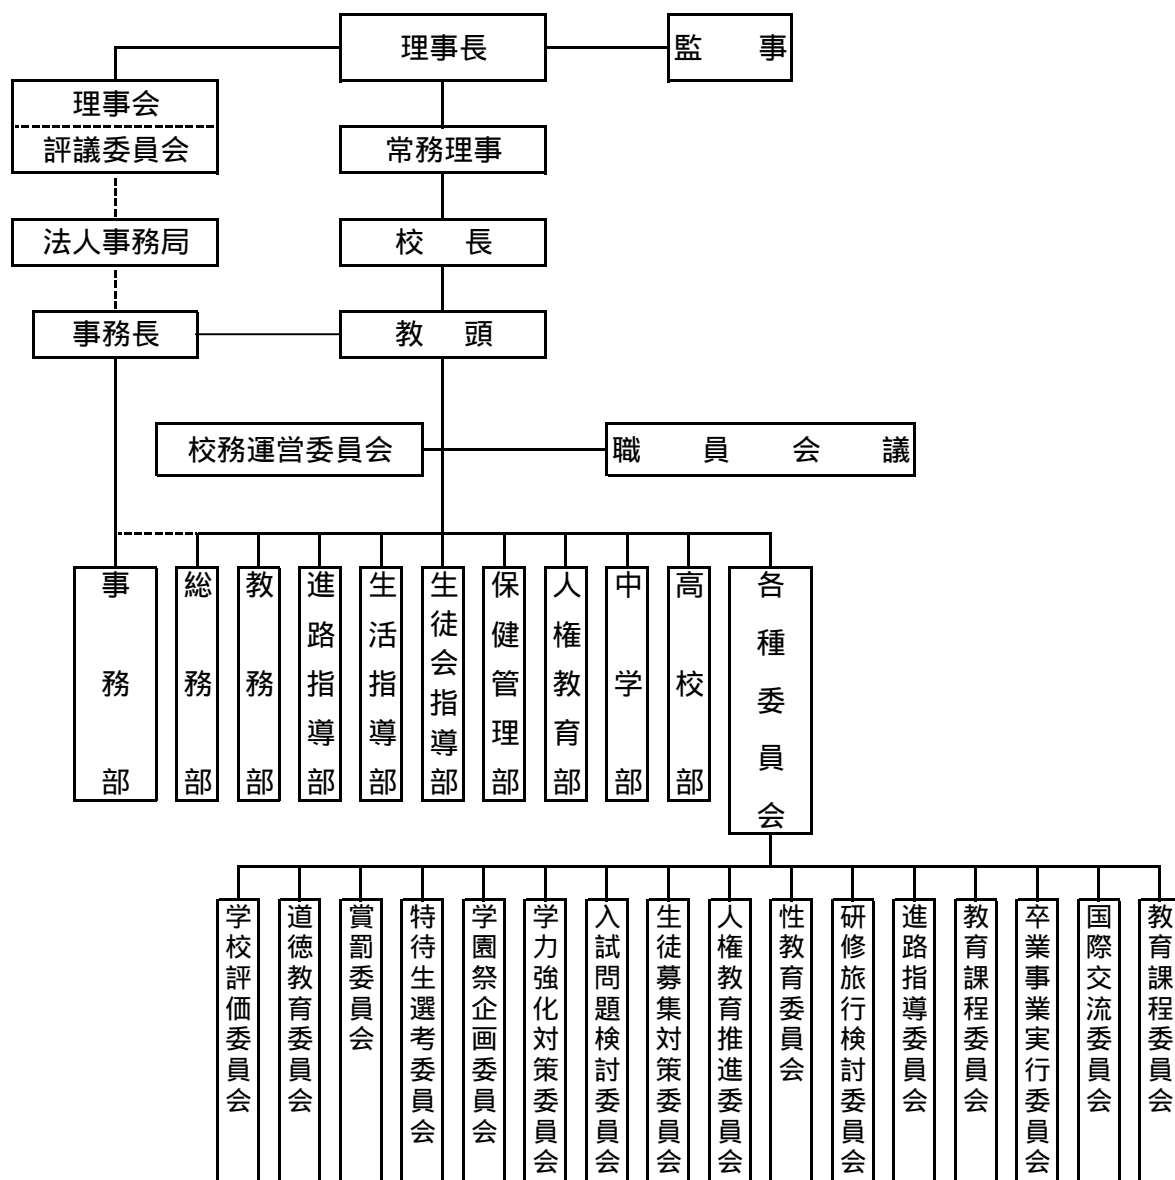 理事長
監事
理事会
評議委員会
常務理事
法人事務局
校長
事務長
教頭
校務運営委員会
職員会議
事務部
総務部
教務部
進路指導部
生活指導部
生徒会指導部
保健管理部
人権教育部
中学部
高校部
各種委員会
学校評価委員会
道徳教育委員会
賞罰委員会
特待生選考委員会
学園祭企画委員会
学力強化対策委員会
入試問題検討委員会
生徒募集対策委員会
人権教育推進委員会
性教育委員会
研修旅行検討委員会
進路指導委員会
教育課程委員会
卒業事業実行委員会
国際交流委員会
教育課程委員会